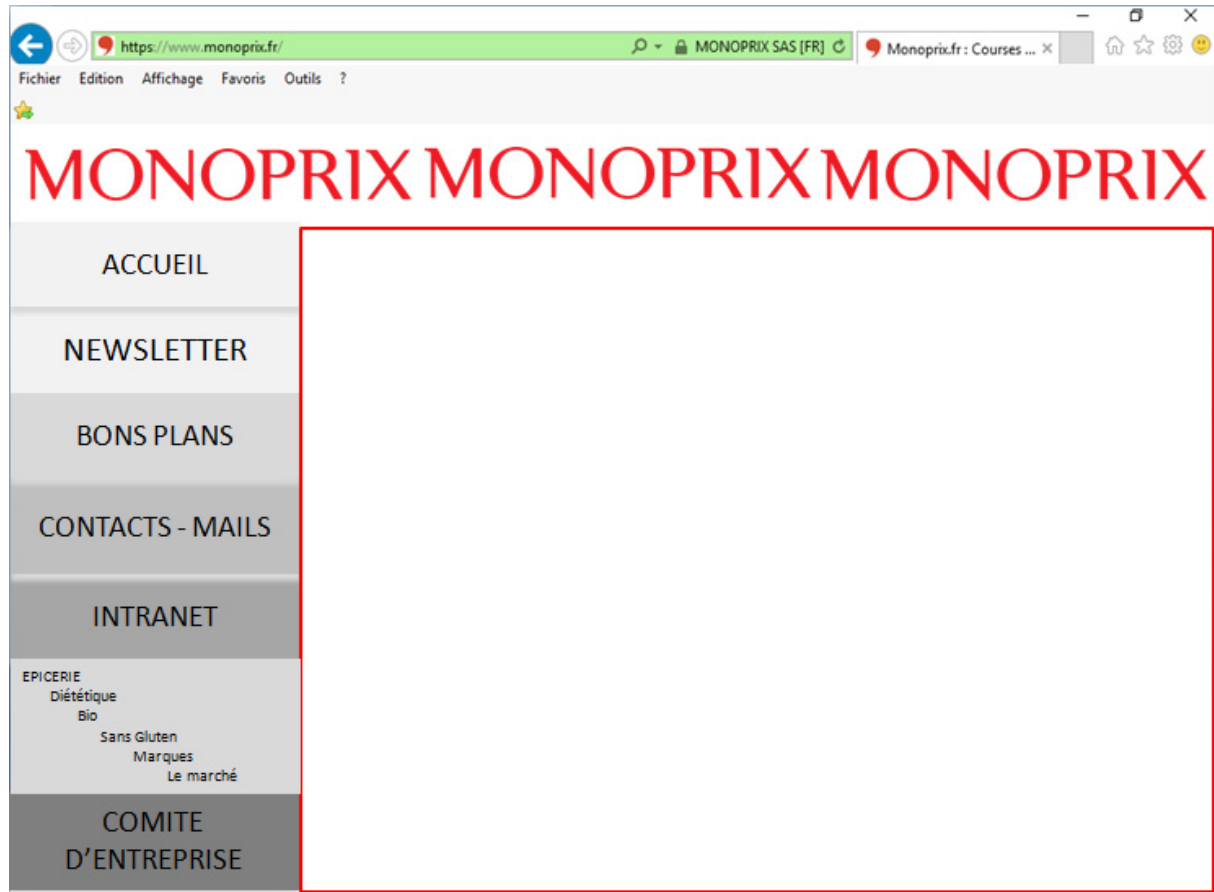 https://www.monoprix.fr/ MONOPRIX SAS [FR] Monoprix.fr : Courses ...
Fichier Edition Affichage Favoris Outils ?
MONOPRIX MONOPRIX MONOPRIX
ACCUEIL
NEWSLETTER
BONS PLANS
CONTACTS - MAILS
INTRANET
EPICERIE
Diététique
Bio
Sans Gluten
Marques
Le marché
COMITE
D'ENTREPRISE